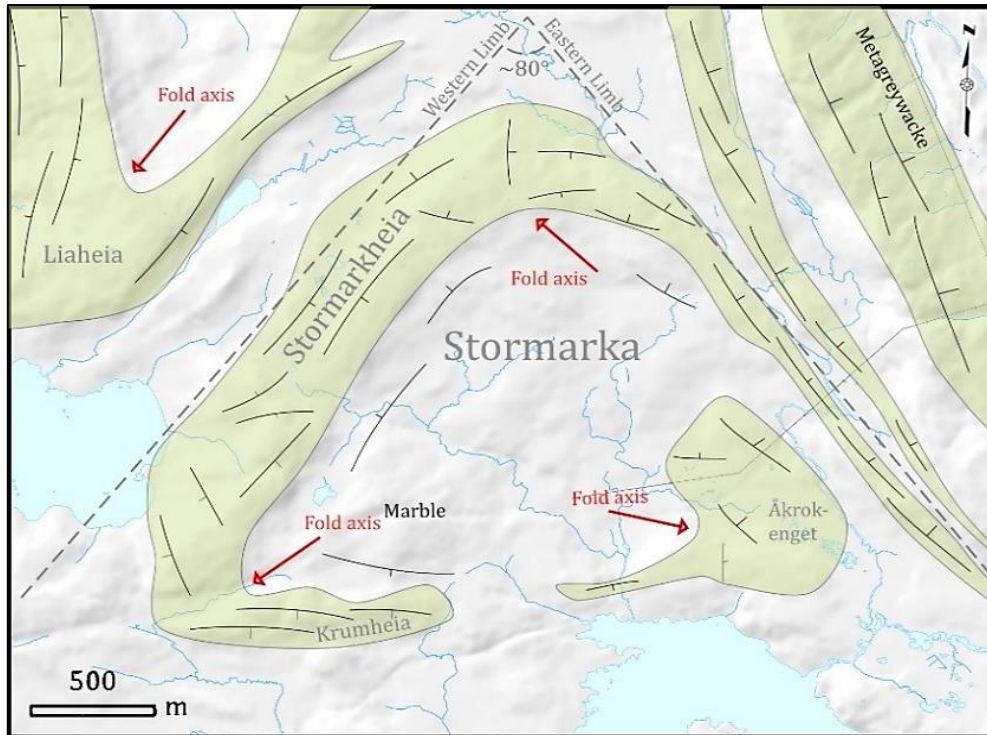 Western Limb
Eastern Limb
~80°
Metagreywacke
N
Fold axis
Liaheia
Stormarkheia
Fold axis
Stormarka
Fold axis
Marble
Fold axis
Åkrok-
enget
Krumheia
500
m